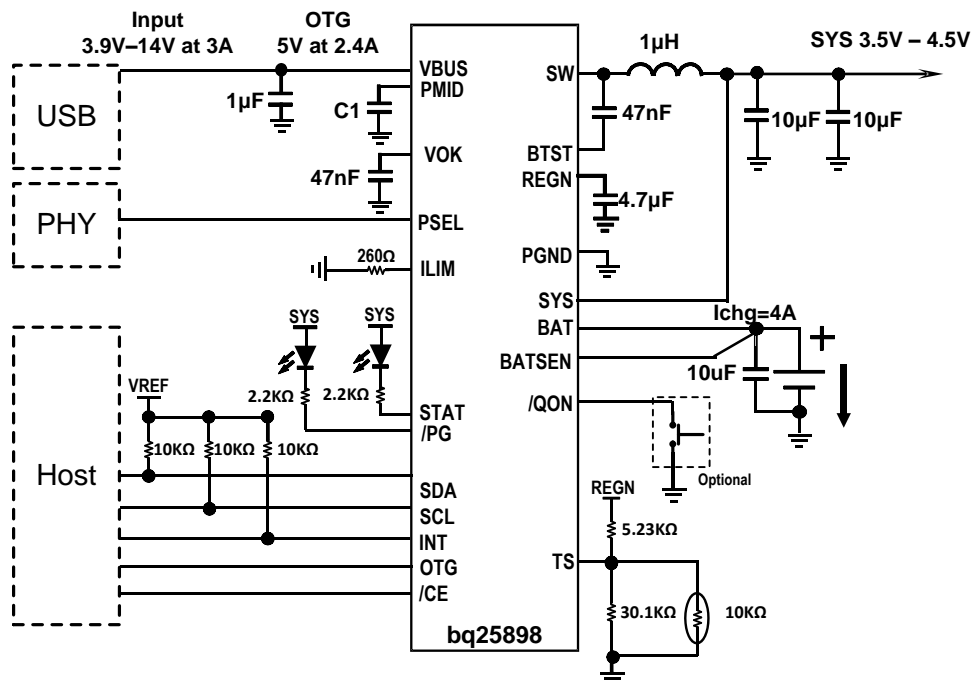 Input
3.9V–14V at 3A
OTG
5V at 2.4A
1µH
SYS 3.5V – 4.5V
VBUS
SW
PMID
USB
1µF
C1
47nF
10µF
10µF
VOK
BTST
47nF
REGN
4.7µF
PHY
PSEL
PGND
260Ω
ILIM
SYS
SYS
SYS
Ichg=4A
BAT
+
BATSEN
10uF
VREF
2.2KΩ
2.2KΩ
/QON
STAT
/PG
10KΩ
10KΩ
10KΩ
Host
Optional
REGN
SDA
SCL
5.23KΩ
INT
TS
OTG
/CE
30.1KΩ
10KΩ
bq25898